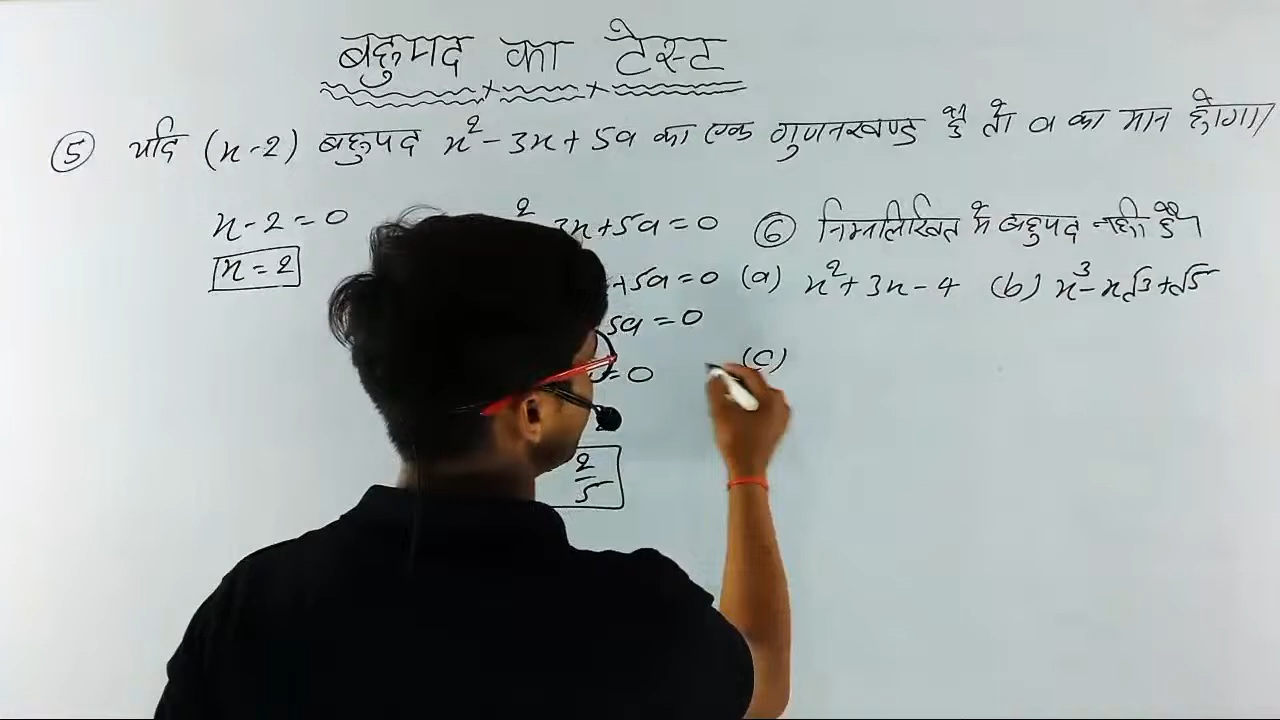 बहुपद का टेस्ट
⑤ यदि (x-2) बहुपद x² - 3x + 5a का एक गुणनखण्ड है तो a का मान होगा।
x-2=0
x=2
² 3x+5a=0
+5a=0
5a=0
=0
2/5
⑥ निम्नलिखित में बहुपद नहीं है।
(a) x²+3x-4 (b) x³-x√3+√5
(c)